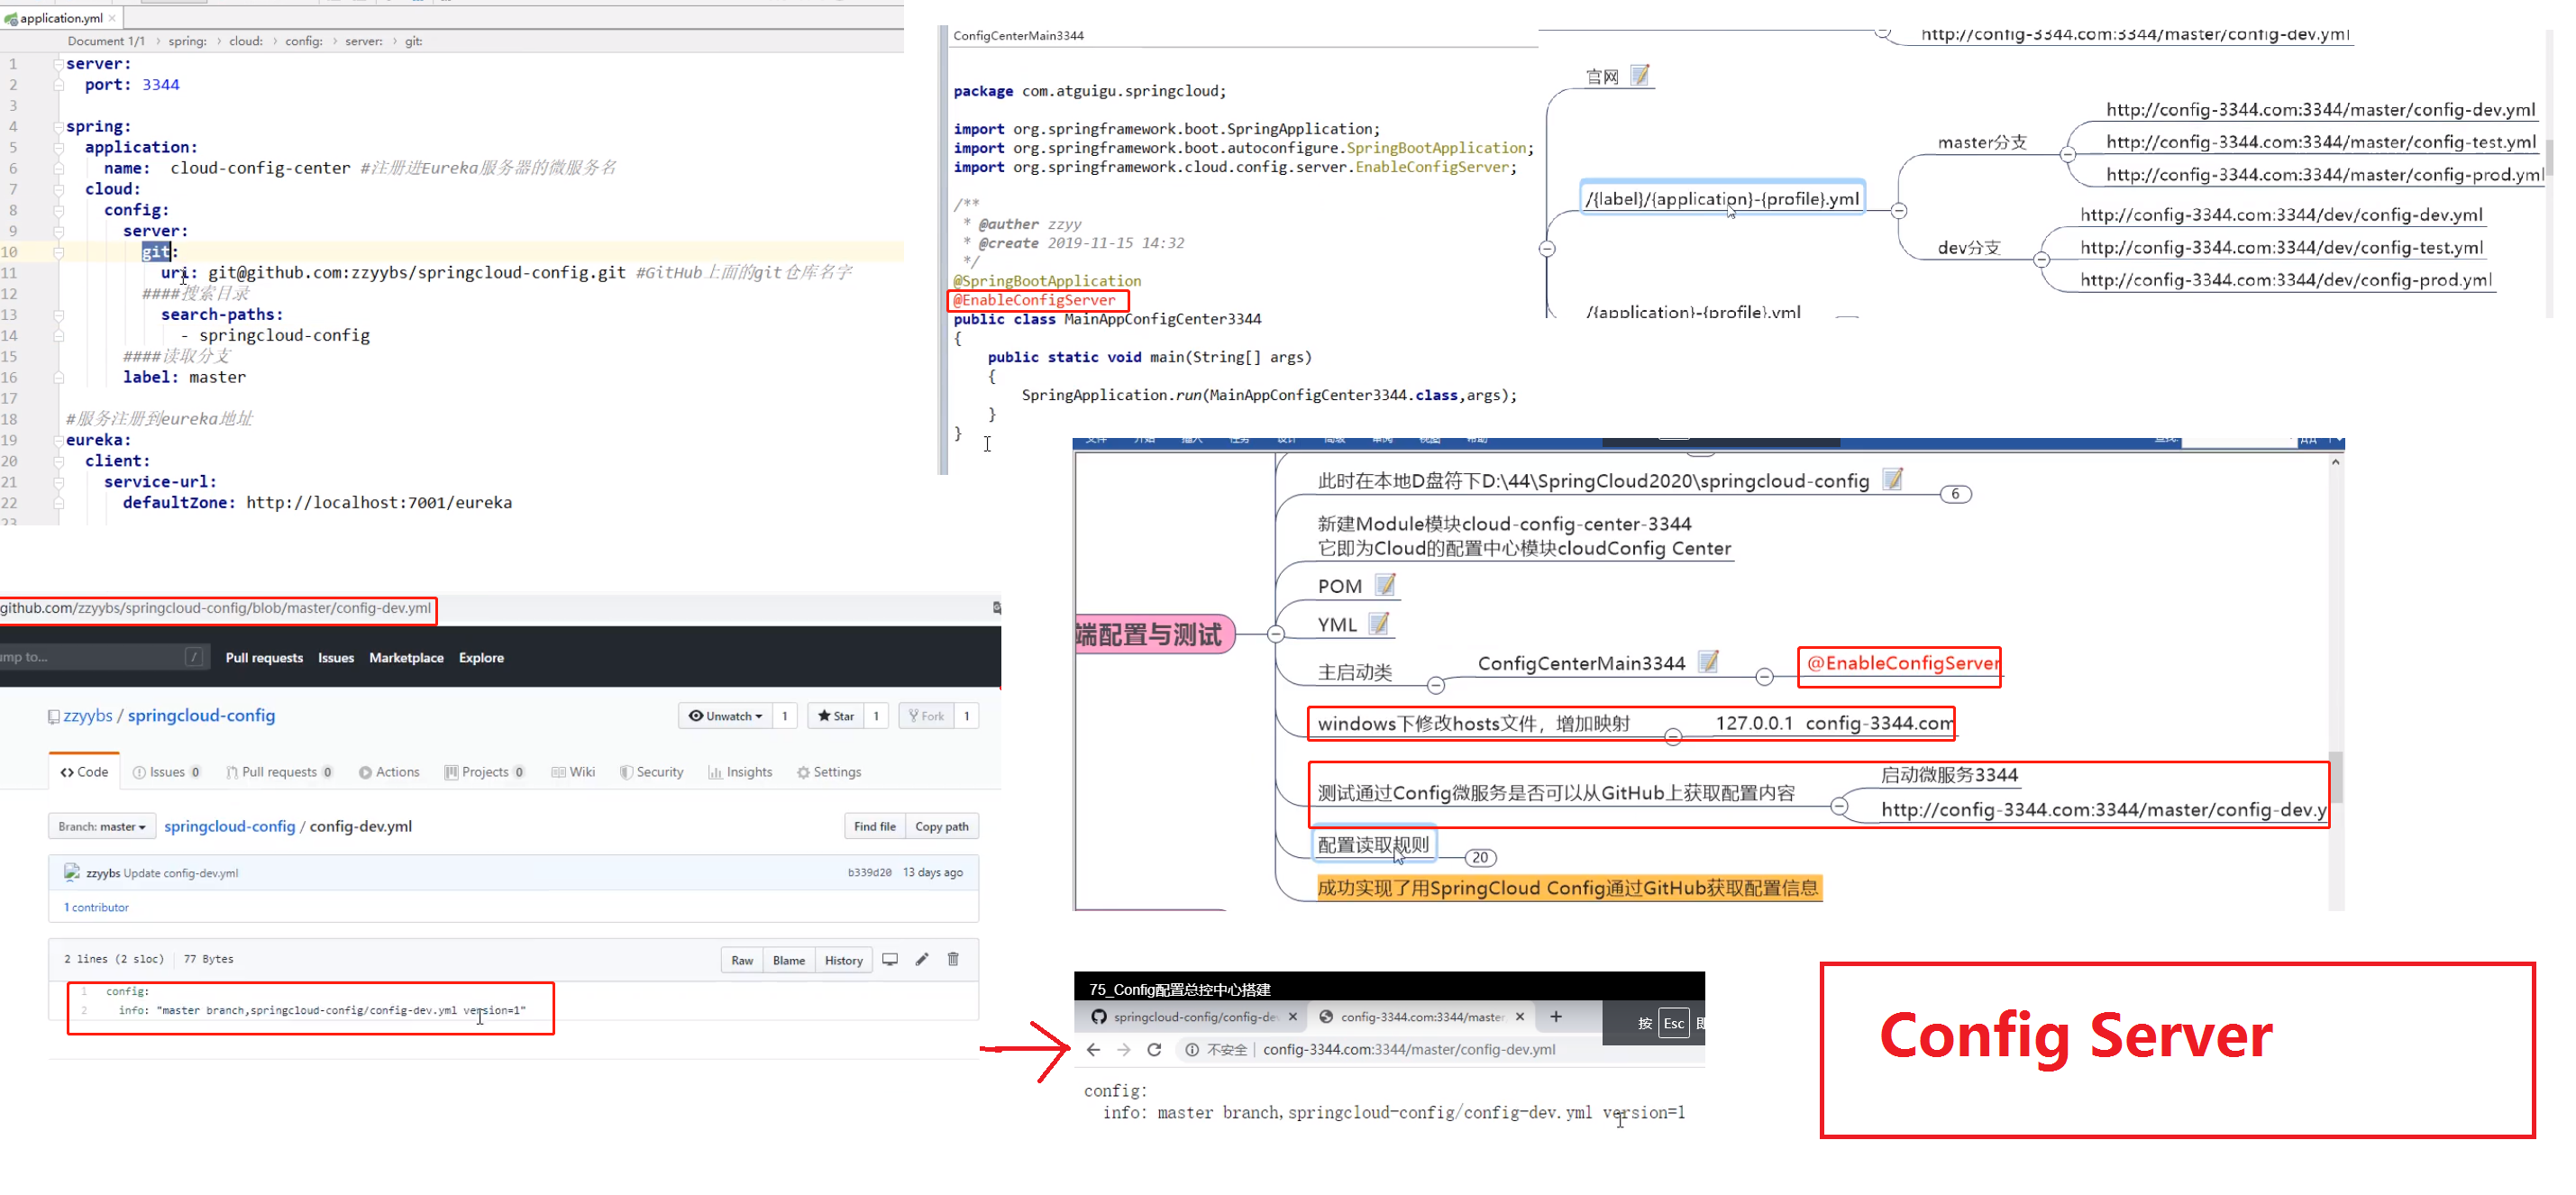 application.yml
Document 1/1 › spring: › cloud: › config: › server: › git:
1 server:
2 port: 3344
3
4 spring:
5 application:
6 name: cloud-config-center #注册进Eureka服务器的微服务名
7 cloud:
8 config:
9 server:
10 git:
11 uri: git@github.com:zzyybs/springcloud-config.git #GitHub上面的git仓库名字
12 ####搜索目录
13 search-paths:
14 - springcloud-config
15 ####读取分支
16 label: master
17
18 #服务注册到eureka地址
19 eureka:
20 client:
21 service-url:
22 defaultZone: http://localhost:7001/eureka
23
ConfigCenterMain3344
package com.atguigu.springcloud;
import org.springframework.boot.SpringApplication;
import org.springframework.boot.autoconfigure.SpringBootApplication;
import org.springframework.cloud.config.server.EnableConfigServer;
/**
* @auther zzyy
* @create 2019-11-15 14:32
*/
@SpringBootApplication
@EnableConfigServer
public class MainAppConfigCenter3344
{
public static void main(String[] args)
{
SpringApplication.run(MainAppConfigCenter3344.class,args);
}
}
http://config-3344.com:3344/master/config-dev.yml
官网
/{label}/{application}-{profile}.yml
master分支
http://config-3344.com:3344/master/config-dev.yml
http://config-3344.com:3344/master/config-test.yml
http://config-3344.com:3344/master/config-prod.yml
dev分支
http://config-3344.com:3344/dev/config-dev.yml
http://config-3344.com:3344/dev/config-test.yml
http://config-3344.com:3344/dev/config-prod.yml
/{application}-{profile}.yml
此时在本地D盘符下D:\44\SpringCloud2020\springcloud-config
6
新建Module模块cloud-config-center-3344
它即为Cloud的配置中心模块cloudConfig Center
POM
YML
端配置与测试
主启动类
ConfigCenterMain3344
@EnableConfigServer
windows下修改hosts文件，增加映射
127.0.0.1 config-3344.com
测试通过Config微服务是否可以从GitHub上获取配置内容
启动微服务3344
http://config-3344.com:3344/master/config-dev.y
配置读取规则
20
成功实现了用SpringCloud Config通过GitHub获取配置信息
github.com/zzyybs/springcloud-config/blob/master/config-dev.yml
ump to...
/
Pull requests Issues Marketplace Explore
zzyybs / springcloud-config
Unwatch 1 Star 1 Fork 1
Code Issues 0 Pull requests 0 Actions Projects 0 Wiki Security Insights Settings
Branch: master springcloud-config / config-dev.yml
Find file Copy path
zzyybs Update config-dev.yml
b339d20 13 days ago
1 contributor
2 lines (2 sloc) 77 Bytes
Raw Blame History
1 config:
2 info: "master branch,springcloud-config/config-dev.yml version=1"
75_Config配置总控中心搭建
springcloud-config/config-de
config-3344.com:3344/master
按 Esc
不安全 config-3344.com:3344/master/config-dev.yml
config:
info: master branch,springcloud-config/config-dev.yml version=1
Config Server